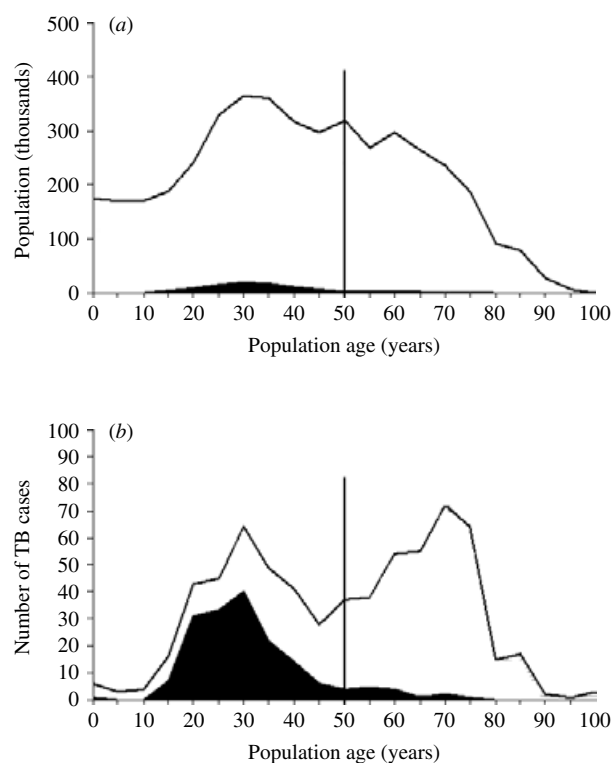 (a)
Population (thousands)
500
400
300
200
100
0
0 10 20 30 40 50 60 70 80 90 100
Population age (years)
(b)
Number of TB cases
100
90
80
70
60
50
40
30
20
10
0
0 10 20 30 40 50 60 70 80 90 100
Population age (years)